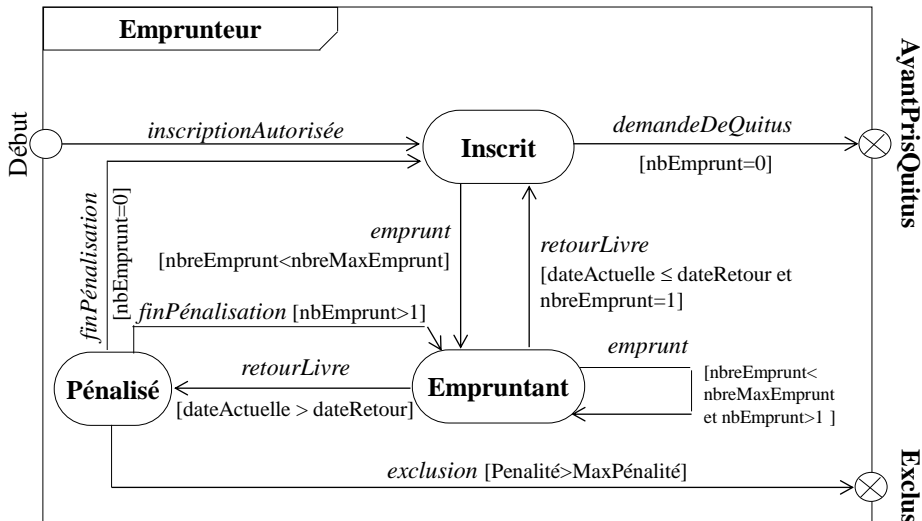 Emprunteur
AyantPrisQuitus
Début
inscriptionAutorisée
Inscrit
demandeDeQuitus
[nbEmprunt=0]
finPénalisation
[nbEmprunt=0]
emprunt
[nbreEmprunt<nbreMaxEmprunt]
retourLivre
[dateActuelle ≤ dateRetour et
nbreEmprunt=1]
finPénalisation [nbEmprunt>1]
Pénalisé
retourLivre
[dateActuelle > dateRetour]
Empruntant
emprunt
[nbreEmprunt<
nbreMaxEmprunt
et nbEmprunt>1 ]
exclusion [Penalité>MaxPénalité]
Exclus